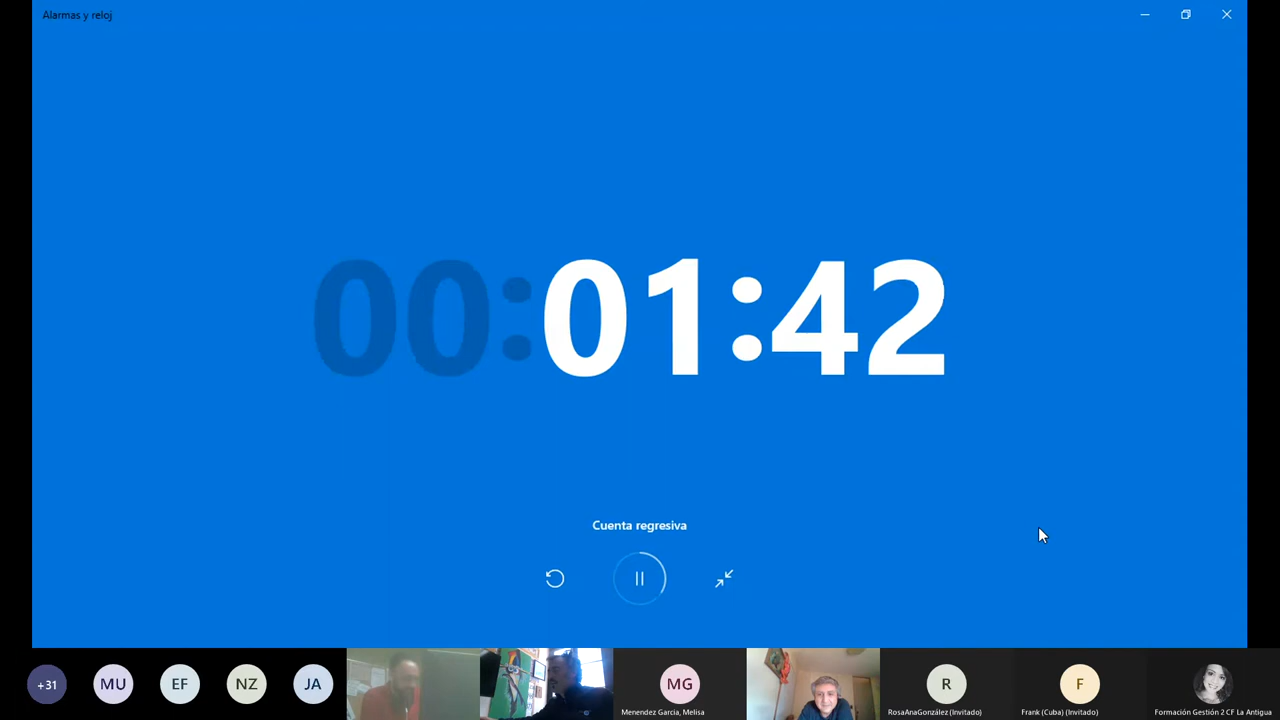 Alarmas y reloj
00:01:42
Cuenta regresiva
+31
MU
EF
NZ
JA
MG
Menendez Garcia, Melisa
R
RosaAnaGonzález (Invitado)
F
Frank (Cuba) (Invitado)
Formación Gestión 2 CF La Antigua